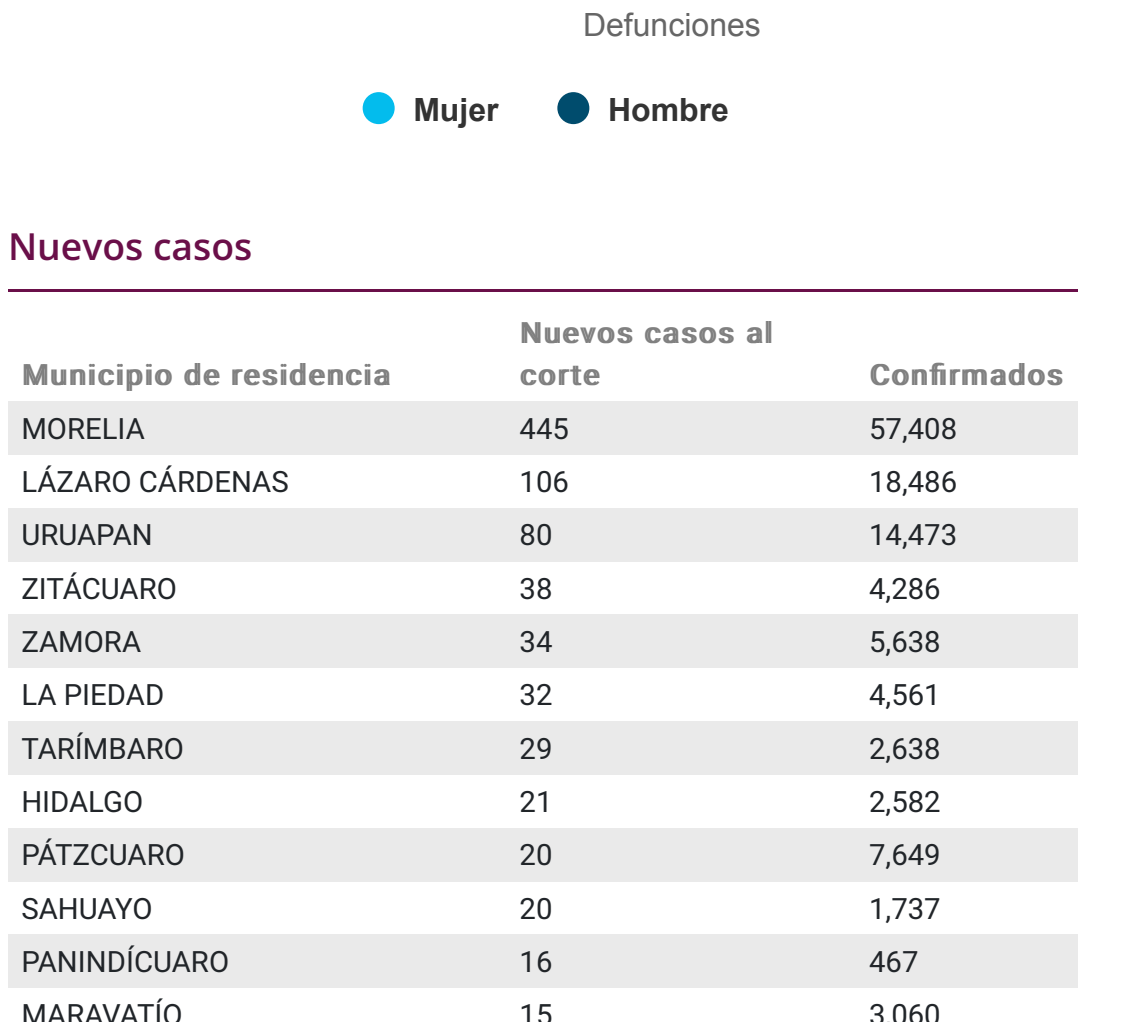 Defunciones
Mujer Hombre
Nuevos casos
Nuevos casos al
Municipio de residencia corte Confirmados
MORELIA 445 57,408
LÁZARO CÁRDENAS 106 18,486
URUAPAN 80 14,473
ZITÁCUARO 38 4,286
ZAMORA 34 5,638
LA PIEDAD 32 4,561
TARÍMBARO 29 2,638
HIDALGO 21 2,582
PÁTZCUARO 20 7,649
SAHUAYO 20 1,737
PANINDÍCUARO 16 467
MARAVATÍO 15 3,060